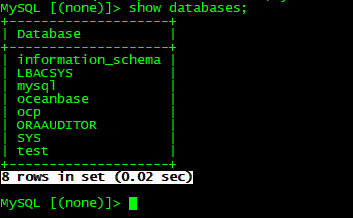 MySQL [(none)]> show databases;
+--------------------+
| Database           |
+--------------------+
| information_schema |
| LBACSYS            |
| mysql              |
| oceanbase          |
| ocp                |
| ORAAUDITOR         |
| SYS                |
| test               |
+--------------------+
8 rows in set (0.02 sec)
MySQL [(none)]>